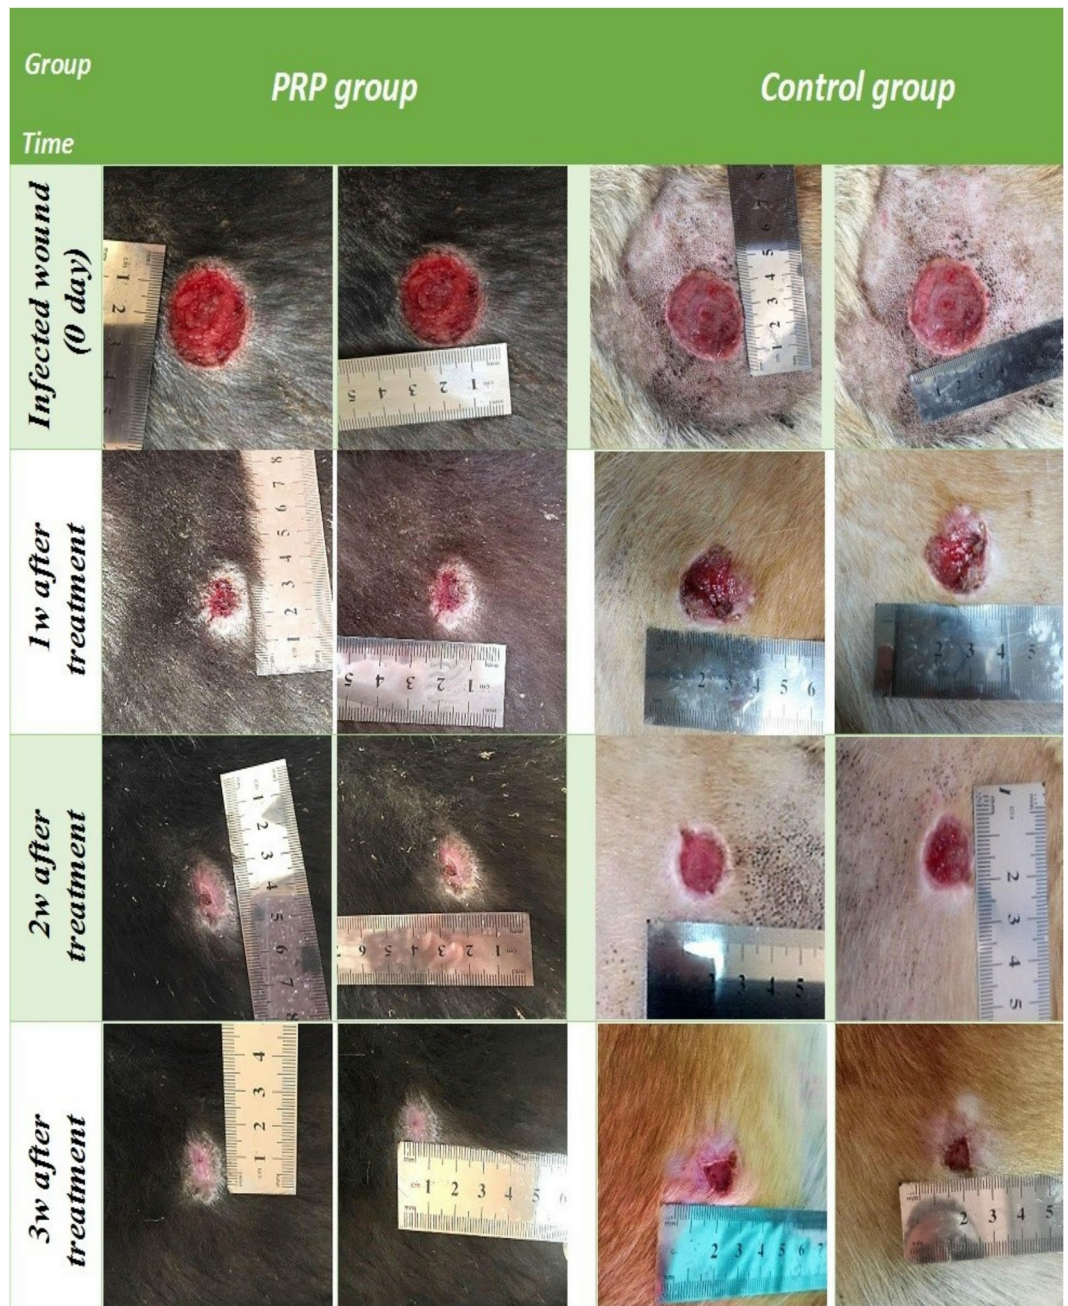 Group
PRP group
Control group
Time
Infected wound
(0 day)
1w after
treatment
2w after
treatment
3w after
treatment